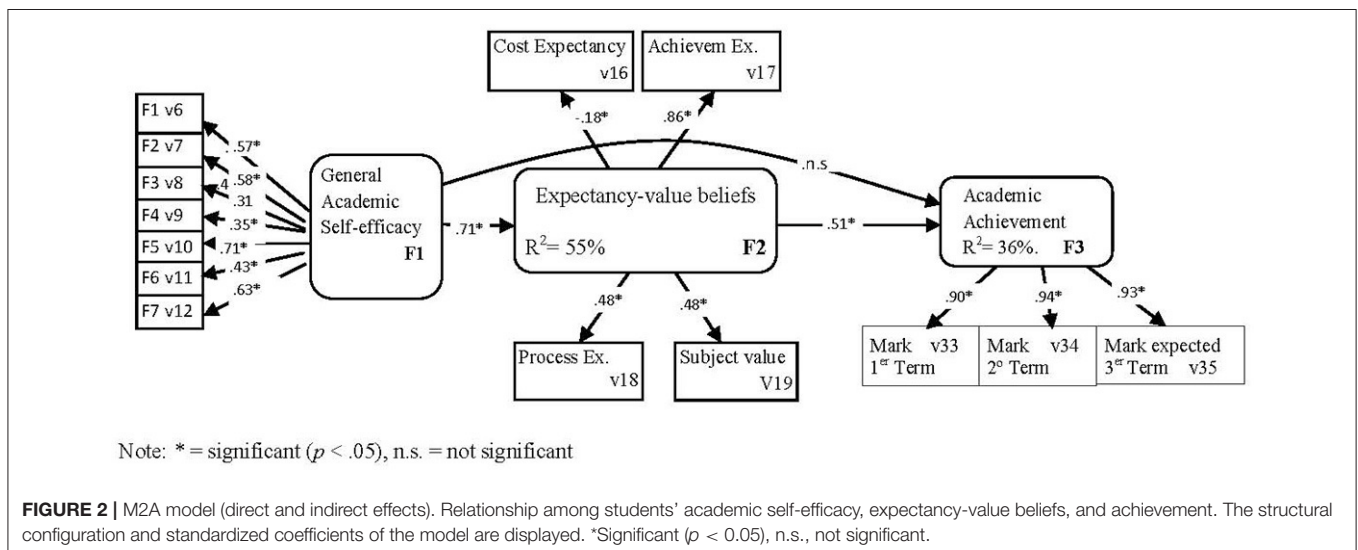 Cost Expectancy
v16
Achievem Ex.
v17
F1 v6
F2 v7
F3 v8
F4 v9
F5 v10
F6 v11
F7 v12
.57*
.58*
.4
.31
.35*
.71*
.43*
.63*
General
Academic
Self-efficacy
F1
-.18*
.86*
.n.s
.71*
Expectancy-value beliefs
R²= 55% F2
.51*
Academic
Achievement
R²= 36%. F3
.48*
.48*
Process Ex.
v18
Subject value
V19
.90*
.94*
.93*
Mark v33
1er Term
Mark v34
2º Term
Mark expected
3er Term v35
Note: * = significant (p < .05), n.s. = not significant
FIGURE 2 | M2A model (direct and indirect effects). Relationship among students’ academic self-efficacy, expectancy-value beliefs, and achievement. The structural
configuration and standardized coefficients of the model are displayed. *Significant (p < 0.05), n.s., not significant.